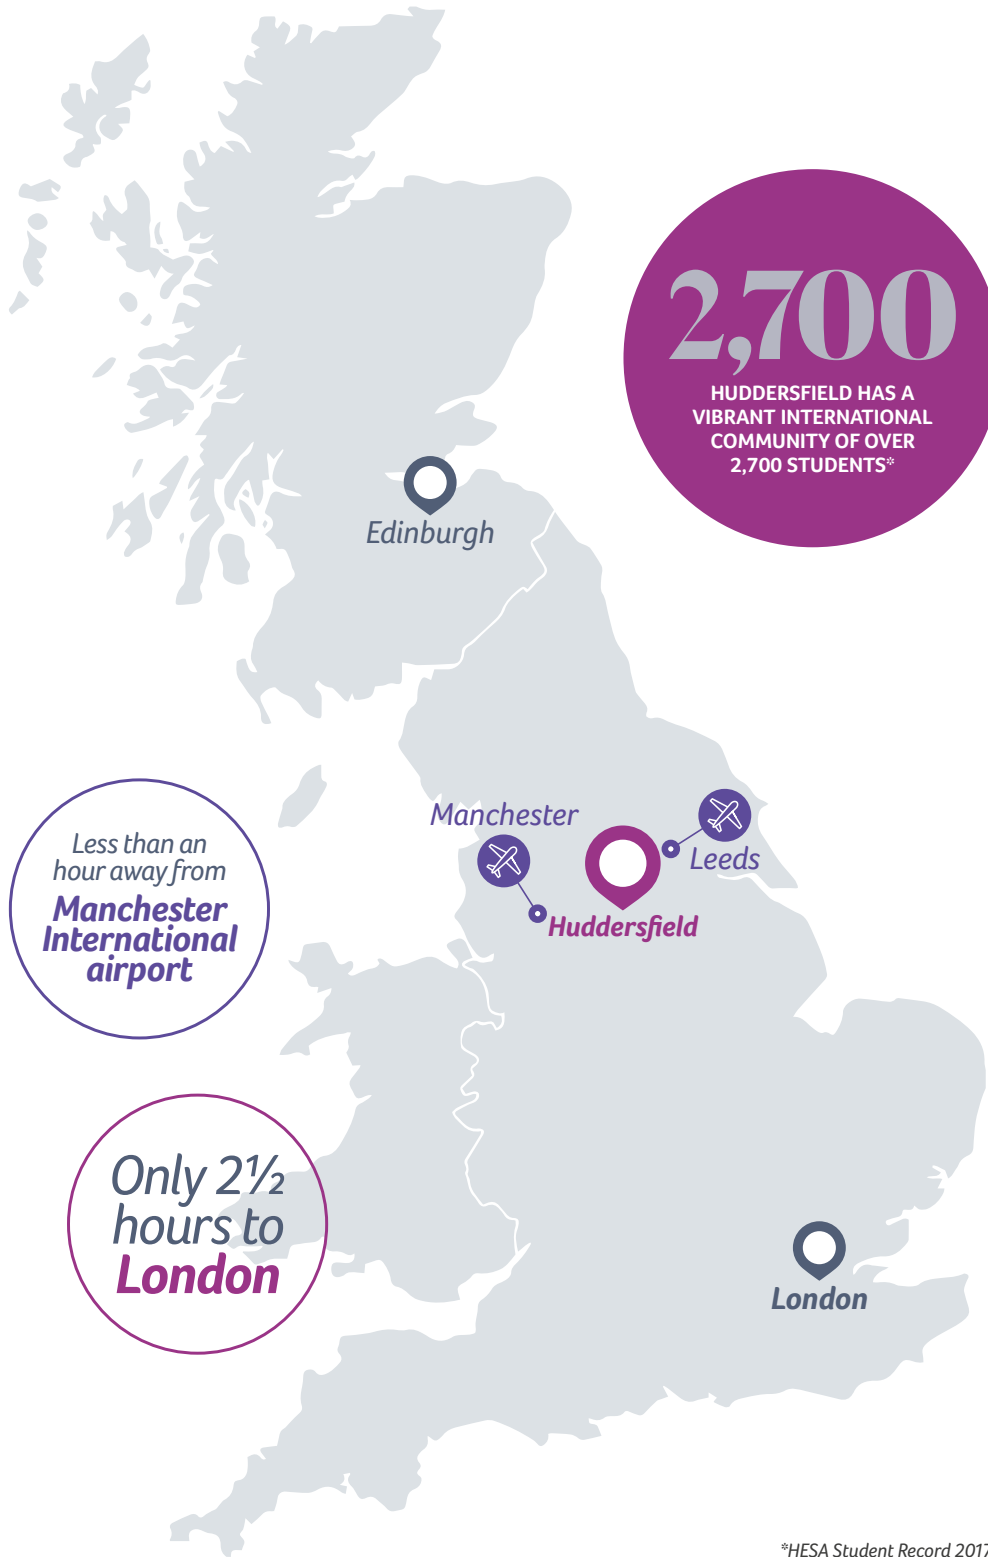 2,700
HUDDERSFIELD HAS A
VIBRANT INTERNATIONAL
COMMUNITY OF OVER
2,700 STUDENTS*
Edinburgh
Manchester
Leeds
Huddersfield
Less than an
hour away from
Manchester
International
airport
Only 2½
hours to
London
London
*HESA Student Record 2017